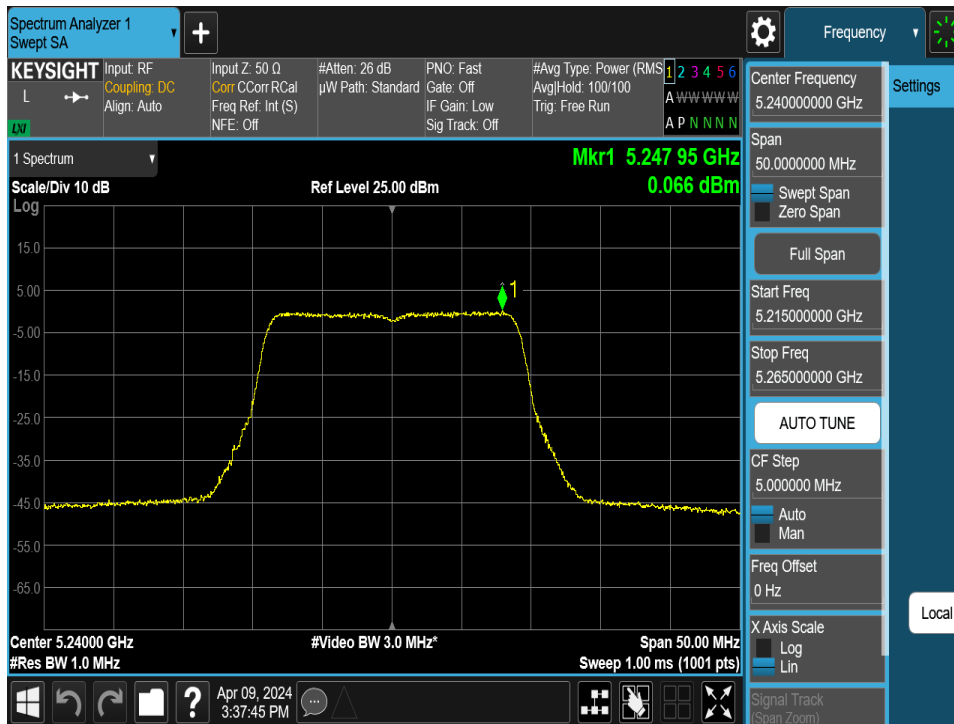 Spectrum Analyzer 1
Swept SA
+
Frequency
KEYSIGHT
L
LXI
Input: RF
Coupling: DC
Align: Auto
Input Z: 50 Ω
Corr CCorr RCal
Freq Ref: Int (S)
NFE: Off
#Atten: 26 dB
µW Path: Standard
PNO: Fast
Gate: Off
IF Gain: Low
Sig Track: Off
#Avg Type: Power (RMS
Avg|Hold: 100/100
Trig: Free Run
1 2 3 4 5 6
A W W W W W
A P N N N N
1 Spectrum
Mkr1 5.247 95 GHz
0.066 dBm
Scale/Div 10 dB
Ref Level 25.00 dBm
Log
15.0
5.00
-5.00
-15.0
-25.0
-35.0
-45.0
-55.0
-65.0
1
Center 5.24000 GHz
#Video BW 3.0 MHz*
Span 50.00 MHz
#Res BW 1.0 MHz
Sweep 1.00 ms (1001 pts)
Center Frequency
5.240000000 GHz
Span
50.0000000 MHz
Swept Span
Zero Span
Full Span
Start Freq
5.215000000 GHz
Stop Freq
5.265000000 GHz
AUTO TUNE
CF Step
5.000000 MHz
Auto
Man
Freq Offset
0 Hz
X Axis Scale
Log
Lin
Signal Track
(Span Zoom)
Settings
Local
?
Apr 09, 2024
3:37:45 PM